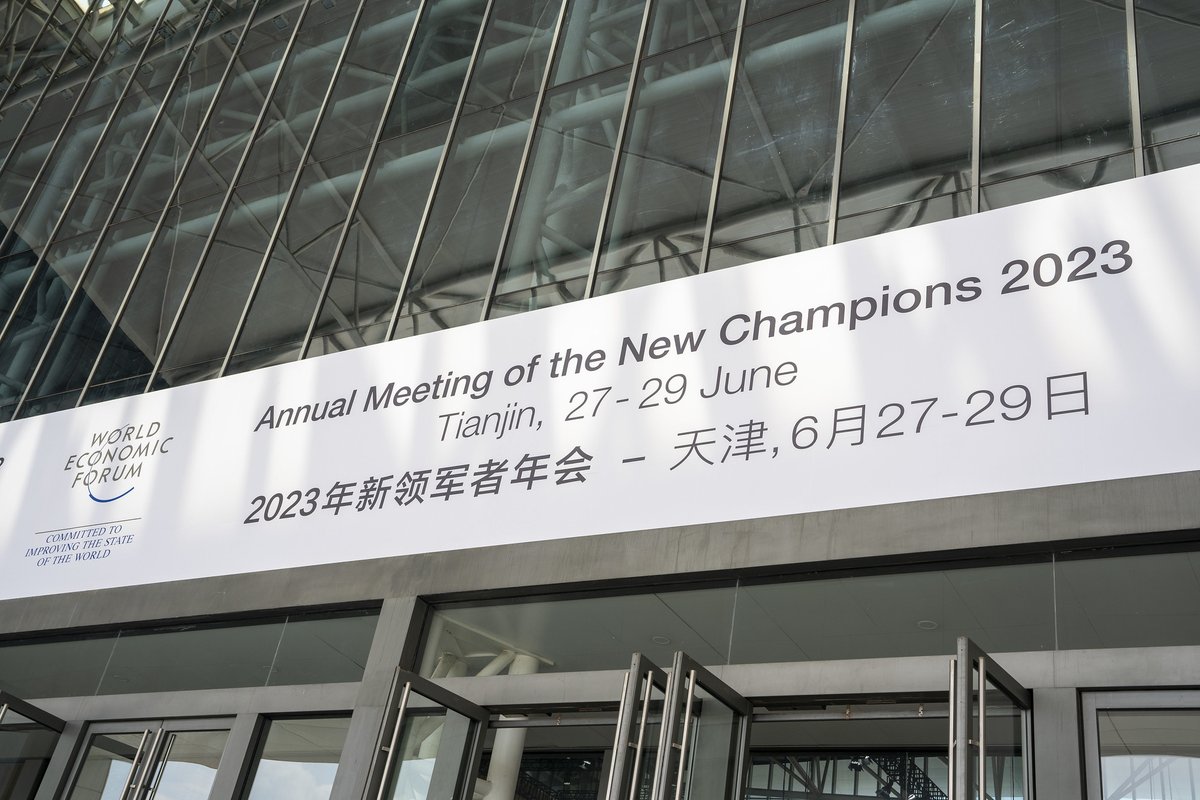 WORLD
ECONOMIC
FORUM
COMMITTED TO
IMPROVING THE STATE
OF THE WORLD
Annual Meeting of the New Champions 2023
Tianjin, 27-29 June
2023年新领军者年会 – 天津, 6月27-29日